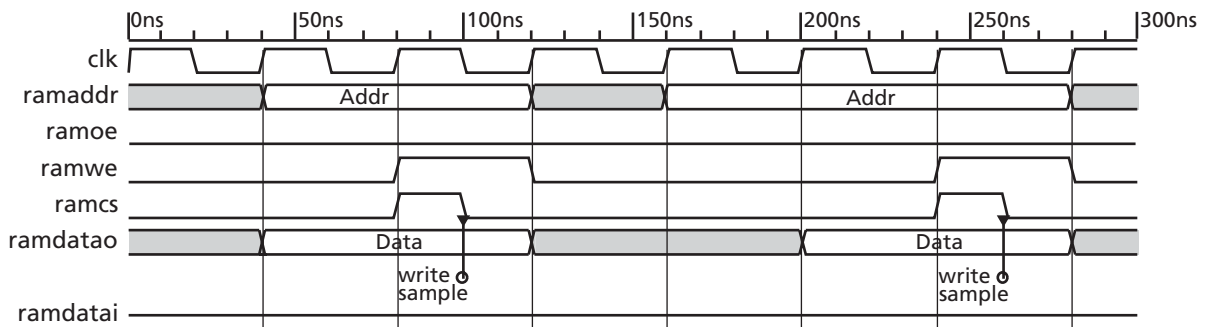 0ns 50ns 100ns 150ns 200ns 250ns 300ns
clk
ramaddr Addr Addr
ramoe
ramwe
ramcs
ramdatao Data Data
write write
sample sample
ramdatai